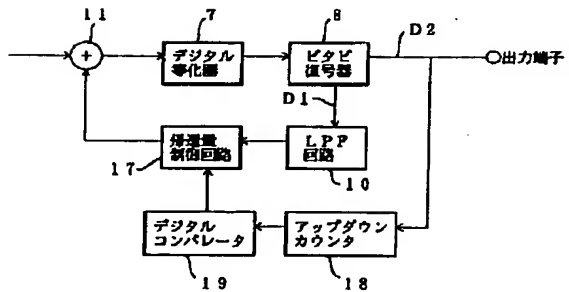 11
7
8
D2
+
デジタル
等化器
ビタビ
復号器
出力端子
D1
帰還量
制御回路
LPF
回路
17
10
デジタル
コンパレータ
アップダウン
カウンタ
19
18